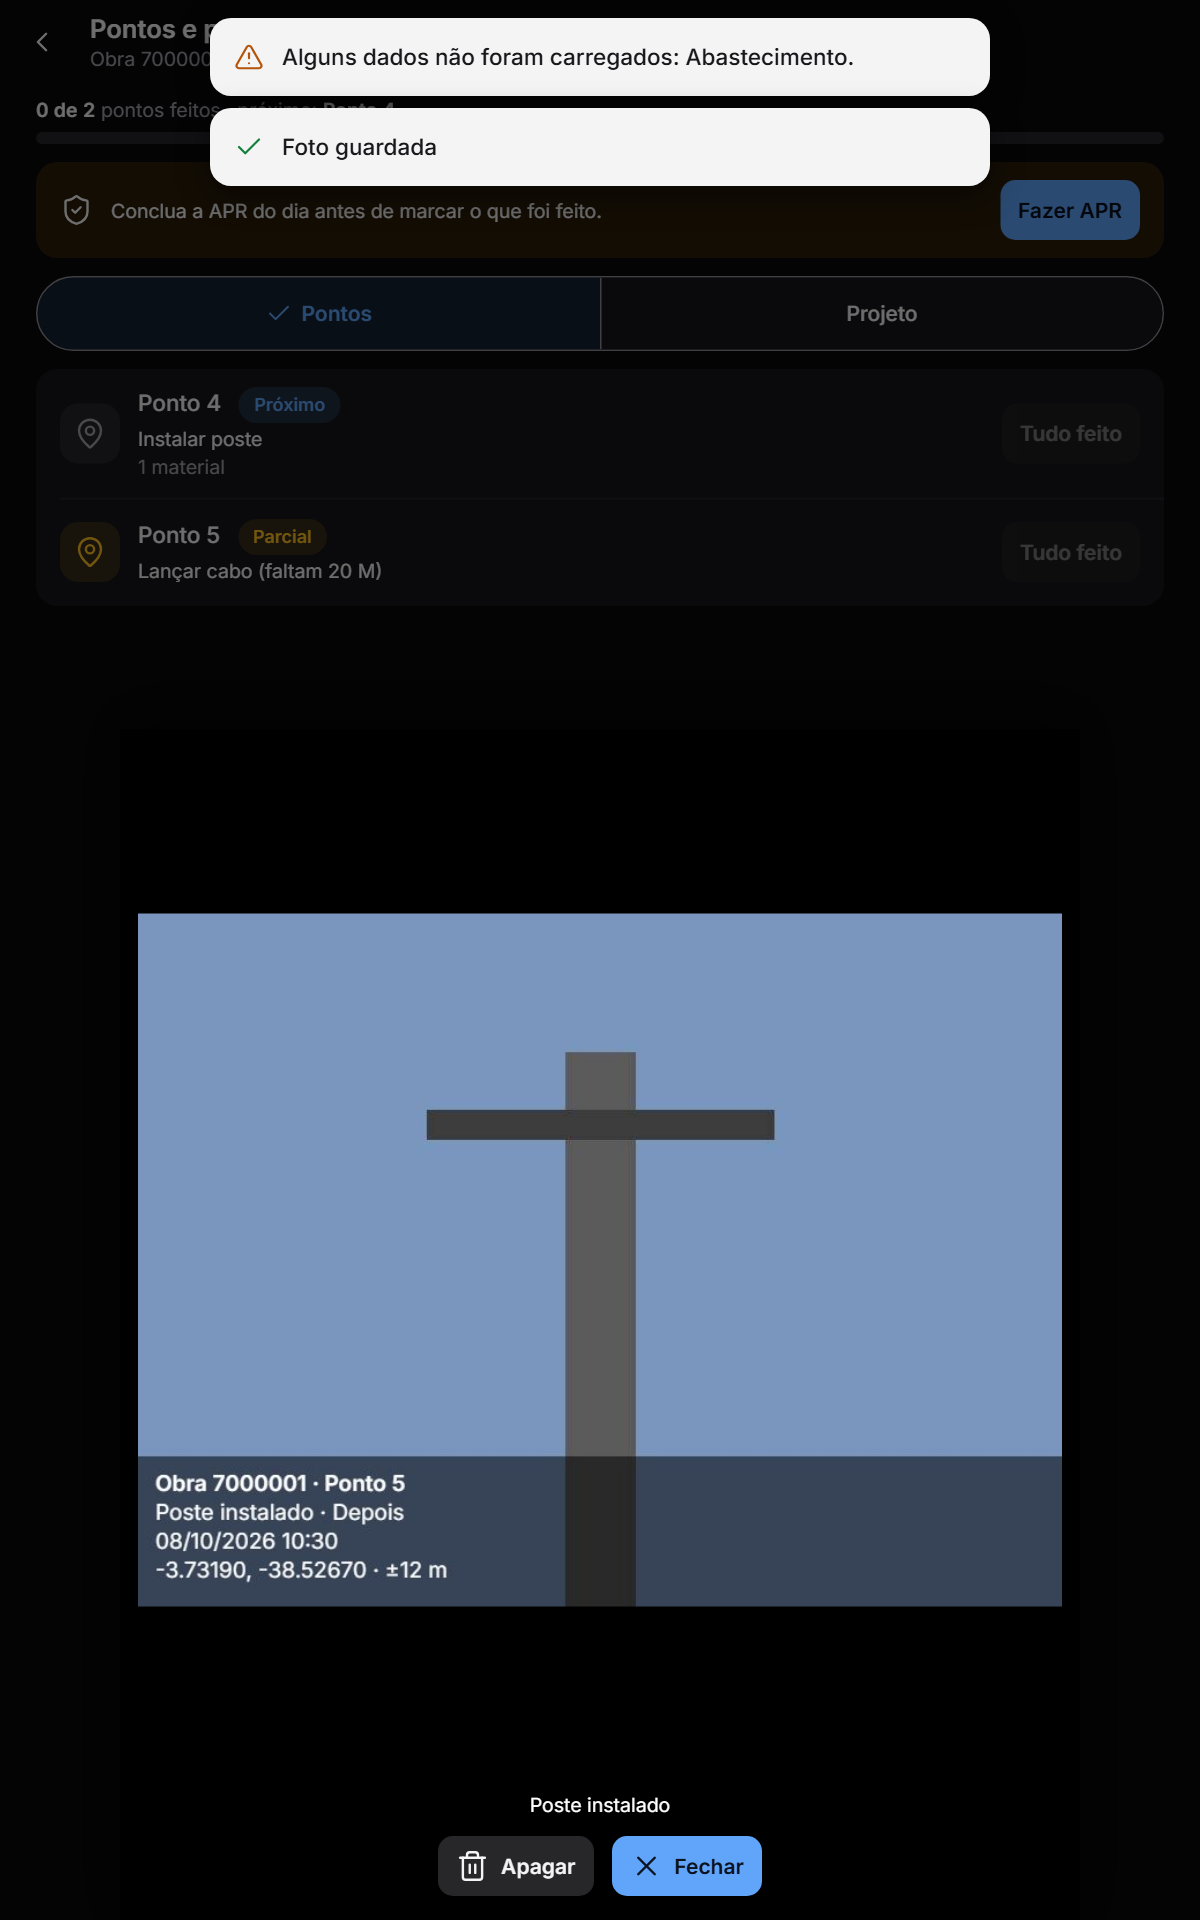 Pontos e p
Obra 700000
Alguns dados não foram carregados: Abastecimento.
0 de 2 pontos feitos · próximo: Ponto 4
Foto guardada
Conclua a APR do dia antes de marcar o que foi feito.
Fazer APR
Pontos
Projeto
Ponto 4
Próximo
Instalar poste
1 material
Tudo feito
Ponto 5
Parcial
Lançar cabo (faltam 20 M)
Tudo feito
Obra 7000001 · Ponto 5
Poste instalado · Depois
08/10/2026 10:30
-3.73190, -38.52670 · ±12 m
Poste instalado
Apagar
Fechar